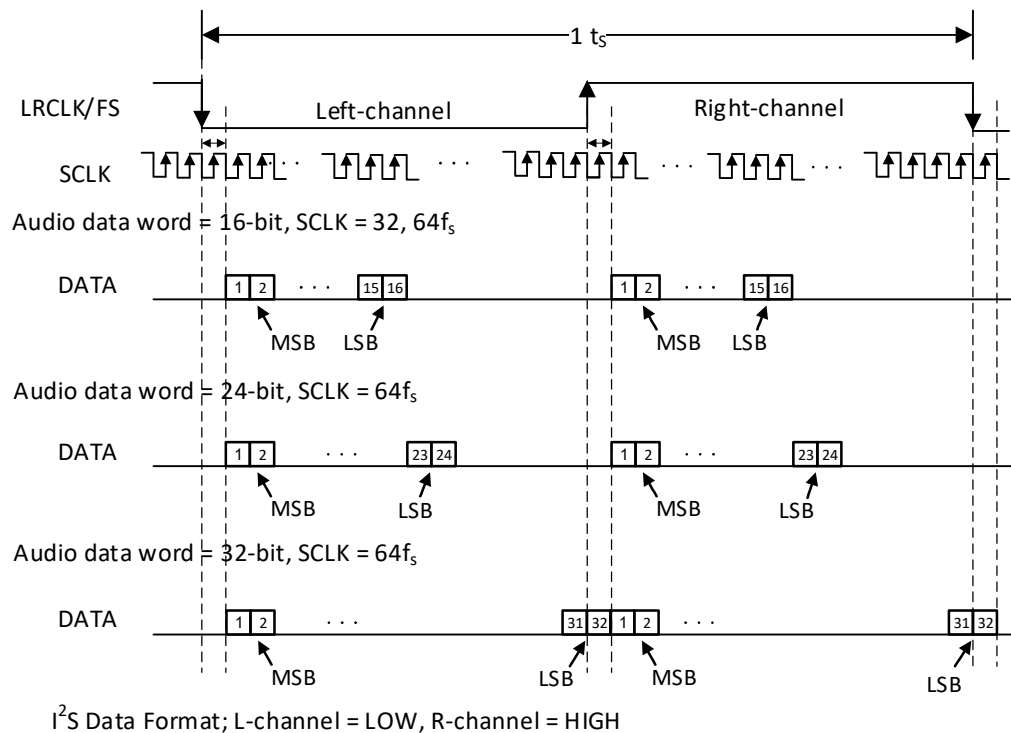 1 tₛ
LRCLK/FS Left-channel Right-channel
SCLK · · · · · · · · · · · ·
Audio data word = 16-bit, SCLK = 32, 64fₛ
DATA 1 2 · · · 15 16 1 2 · · · 15 16
MSB LSB MSB LSB
Audio data word = 24-bit, SCLK = 64fₛ
DATA 1 2 · · · 23 24 1 2 · · · 23 24
MSB LSB MSB LSB
Audio data word = 32-bit, SCLK = 64fₛ
DATA 1 2 · · · 31 32 1 2 · · · 31 32
MSB LSB MSB LSB
I²S Data Format; L-channel = LOW, R-channel = HIGH